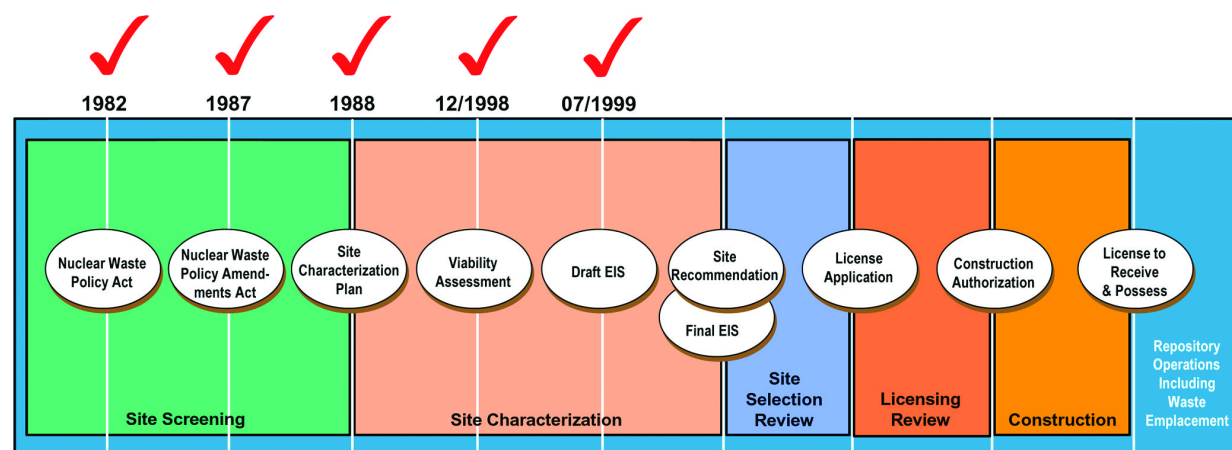 1982
1987
1988
12/1998
07/1999
Nuclear Waste
Policy Act
Nuclear Waste
Policy Amend-
ments Act
Site
Characterization
Plan
Viability
Assessment
Draft EIS
Site
Recommendation
Final EIS
License
Application
Construction
Authorization
License to
Receive
& Possess
Site Screening
Site Characterization
Site
Selection
Review
Licensing
Review
Construction
Repository
Operations
Including
Waste
Emplacement